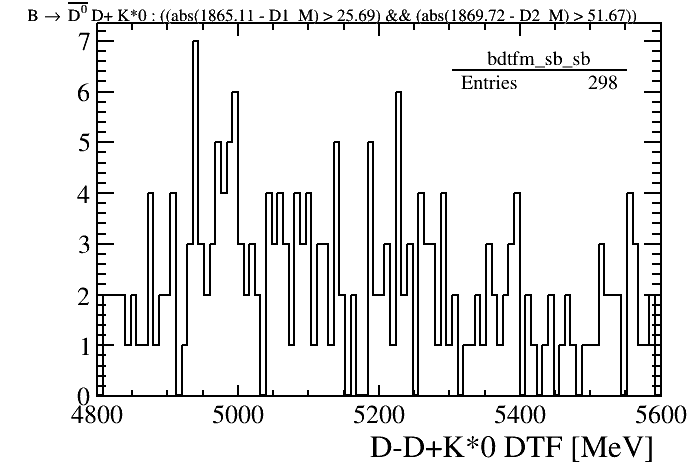 B → D⁰ D+ K*0 : ((abs(1865.11 - D1_M) > 25.69) && (abs(1869.72 - D2_M) > 51.67))
bdtfm_sb_sb
Entries 298
7
6
5
4
3
2
1
0
4800 5000 5200 5400 5600
D-D+K*0 DTF [MeV]